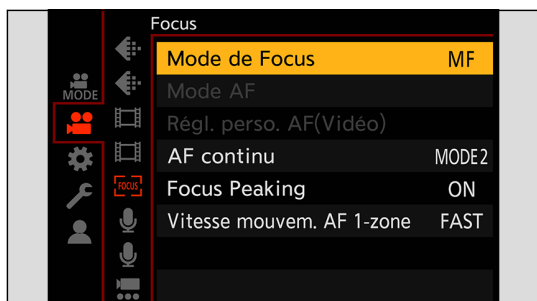 Focus
Mode de Focus MF
Mode AF
MODE
Régl. perso. AF(Vidéo)
AF continu MODE2
FOCUS
Focus Peaking ON
Vitesse mouvem. AF 1-zone FAST